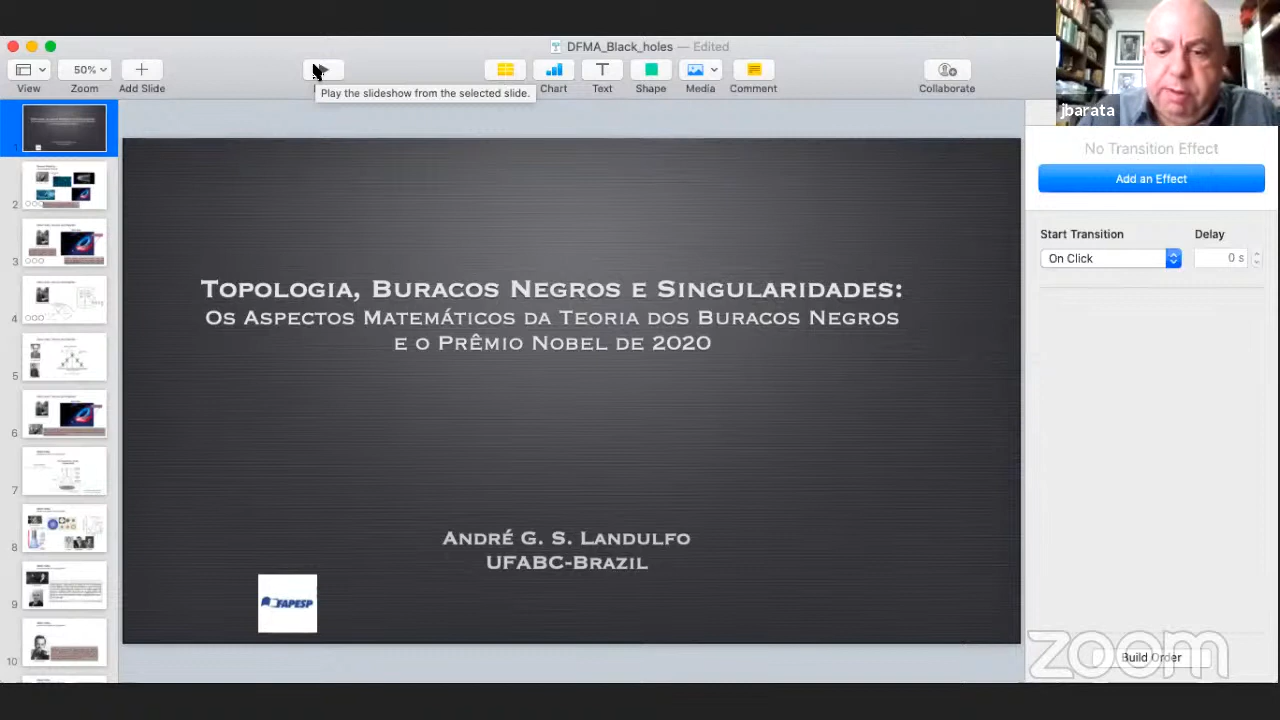 DFMA_Black_holes — Edited
50%
View
Zoom
Add Slide
Play the slideshow from the selected slide.
Chart
Text
Shape
Media
Comment
Collaborate
jbarata
No Transition Effect
Add an Effect
Start Transition
Delay
On Click
0 s
1
2
3
4
5
6
7
8
9
10
Topologia, Buracos Negros e Singularidades:
Os Aspectos Matemáticos da Teoria dos Buracos Negros
e o Prêmio Nobel de 2020
André G. S. Landulfo
UFABC-Brazil
FAPESP
zoom
Build Order